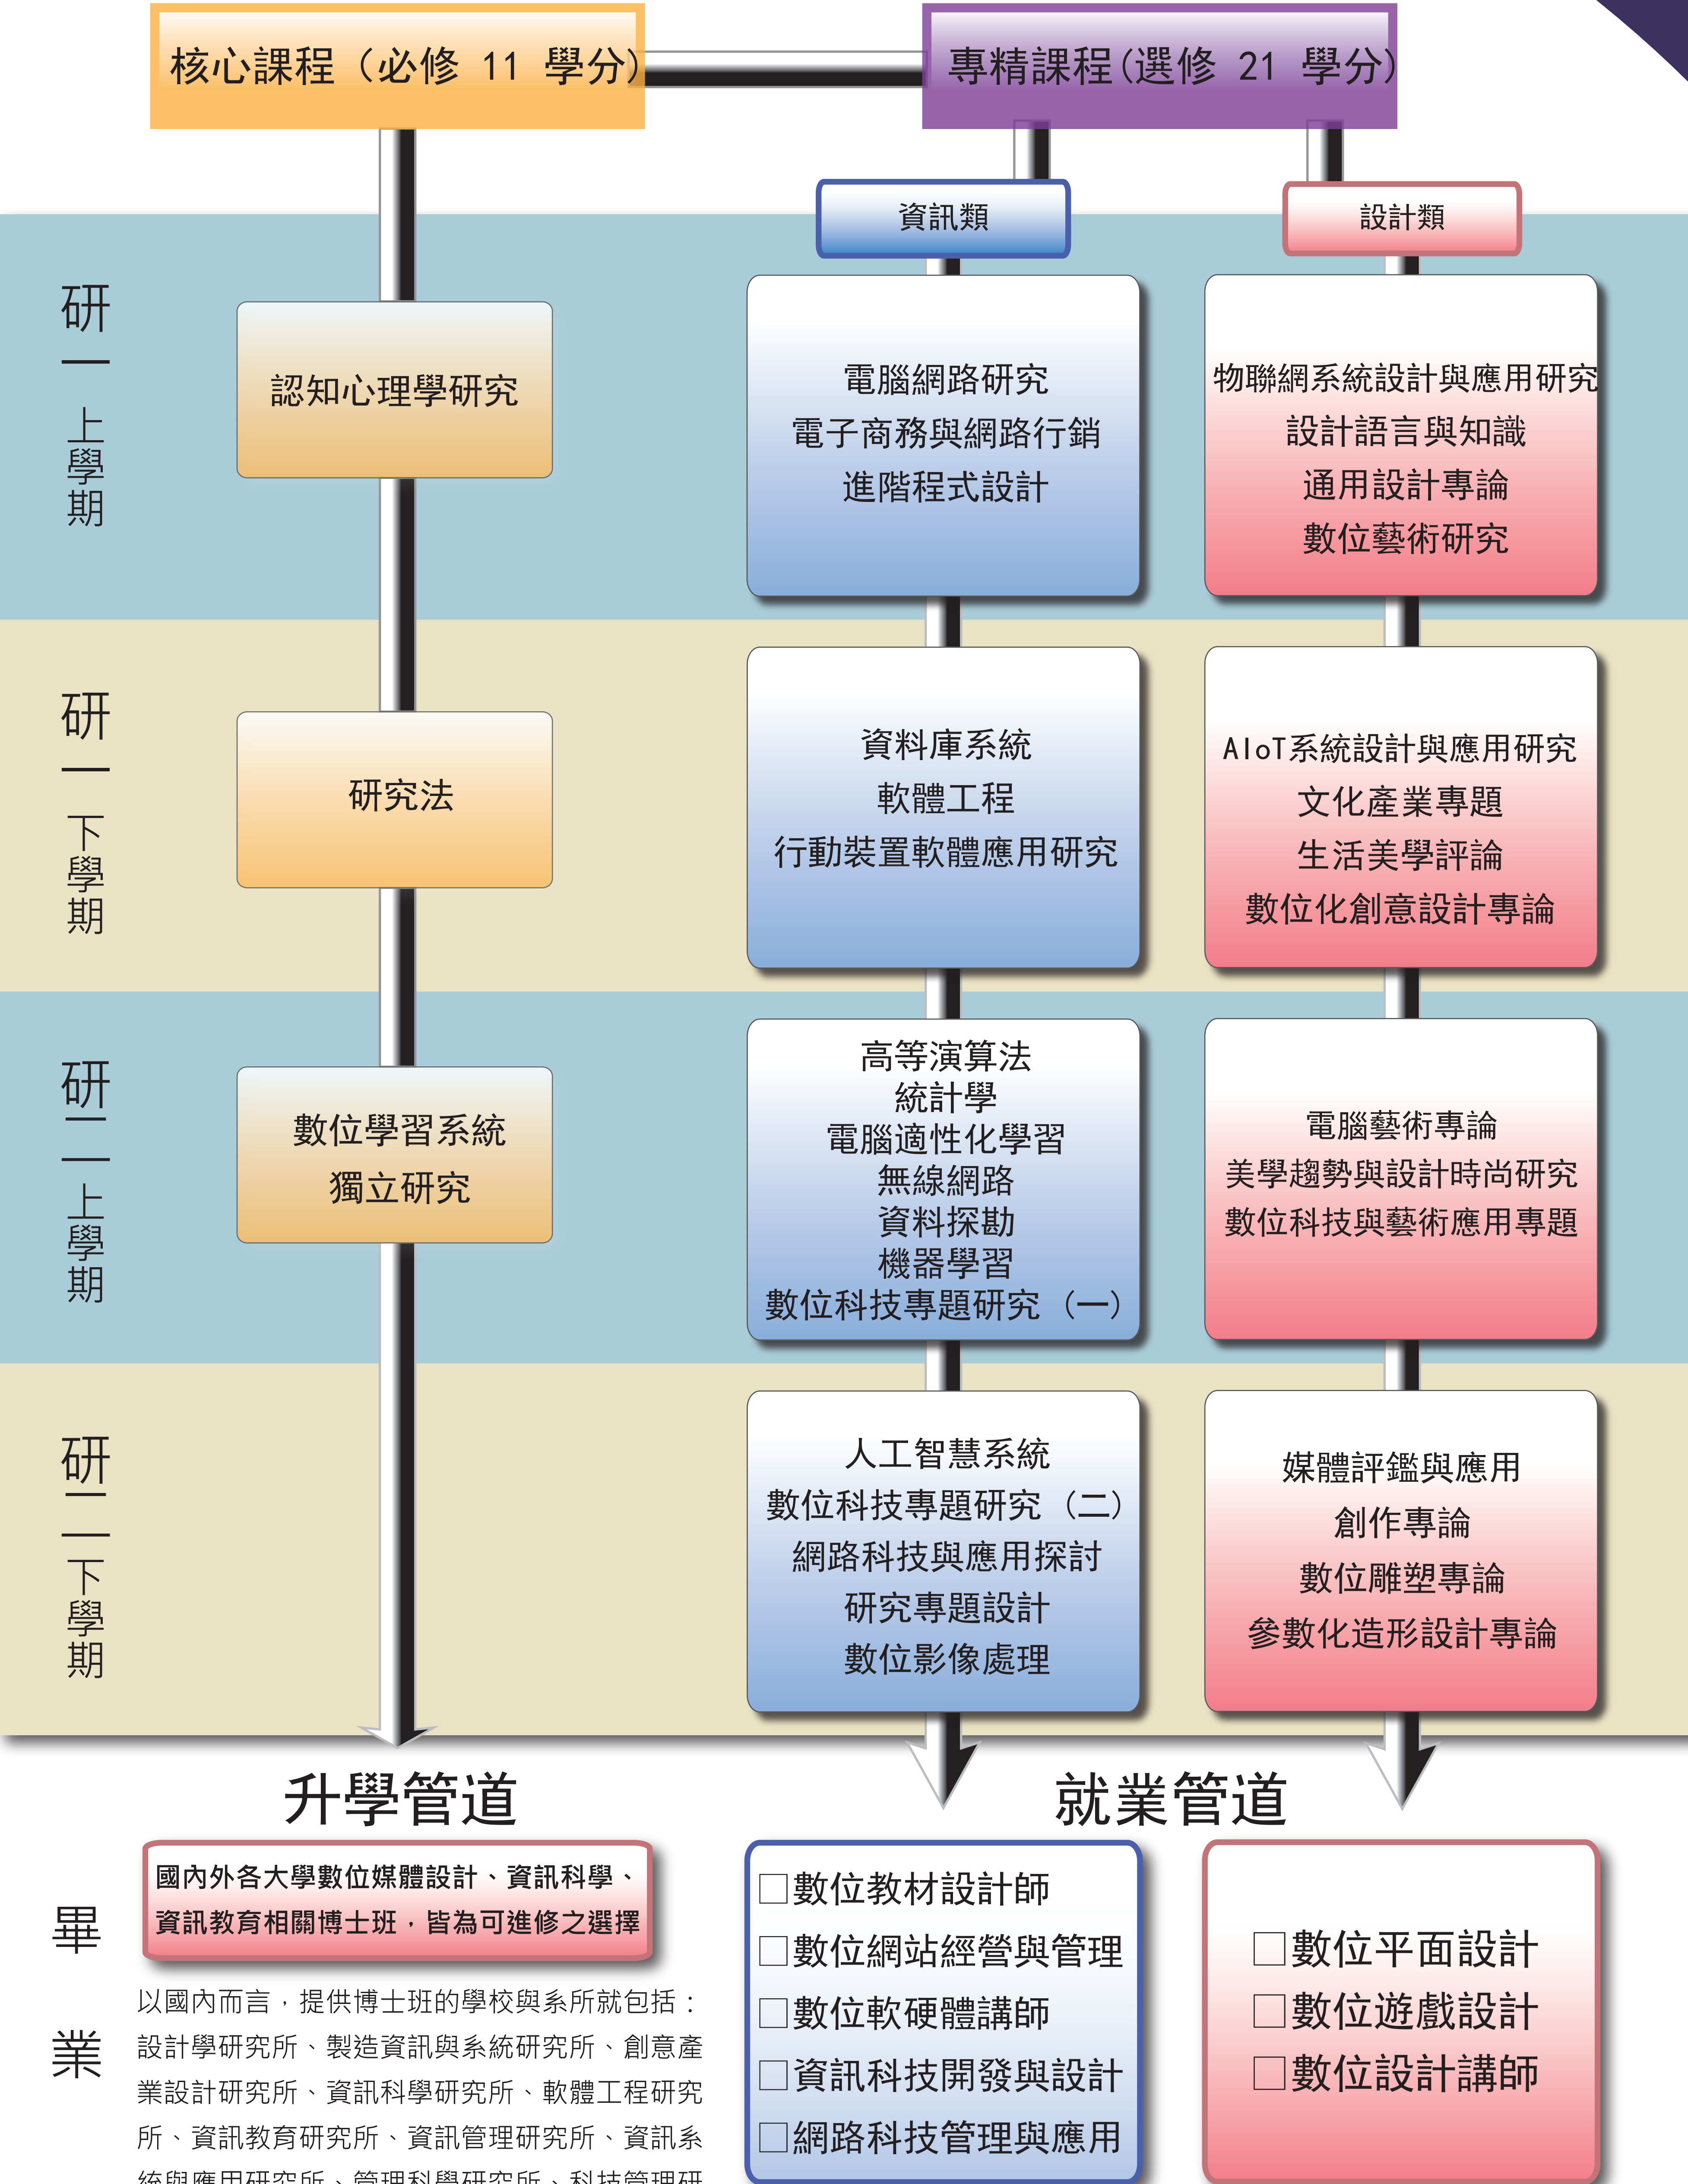 核心課程（必修 11 學分）
專精課程(選修 21 學分)
資訊類
設計類
研一 上學期
認知心理學研究
電腦網路研究
電子商務與網路行銷
進階程式設計
物聯網系統設計與應用研究
設計語言與知識
通用設計專論
數位藝術研究
研一 下學期
研究法
資料庫系統
軟體工程
行動裝置軟體應用研究
AIoT系統設計與應用研究
文化產業專題
生活美學評論
數位化創意設計專論
研二 上學期
數位學習系統
獨立研究
高等演算法
統計學
電腦適性化學習
無線網路
資料探勘
機器學習
數位科技專題研究（一）
電腦藝術專論
美學趨勢與設計時尚研究
數位科技與藝術應用專題
研二 下學期
人工智慧系統
數位科技專題研究（二）
網路科技與應用探討
研究專題設計
數位影像處理
媒體評鑑與應用
創作專論
數位雕塑專論
參數化造形設計專論
畢業
升學管道
國內外各大學數位媒體設計、資訊科學、
資訊教育相關博士班，皆為可進修之選擇
以國內而言，提供博士班的學校與系所就包括：
設計學研究所、製造資訊與系統研究所、創意產
業設計研究所、資訊科學研究所、軟體工程研究
所、資訊教育研究所、資訊管理研究所、資訊系
統與應用研究所、管理科學研究所、科技管理研
就業管道
□數位教材設計師
□數位網站經營與管理
□數位軟硬體講師
□資訊科技開發與設計
□網路科技管理與應用
□數位平面設計
□數位遊戲設計
□數位設計講師